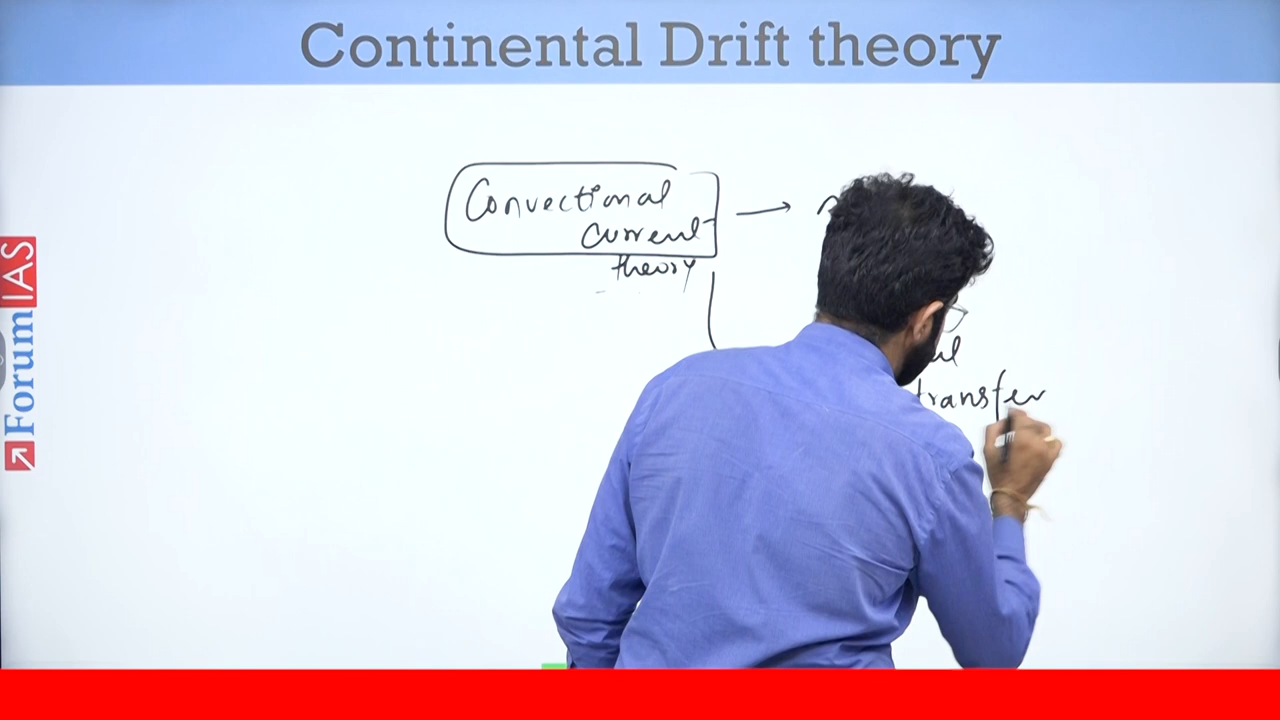 Continental Drift theory
Convectional
current
theory
transfer
ForumIAS